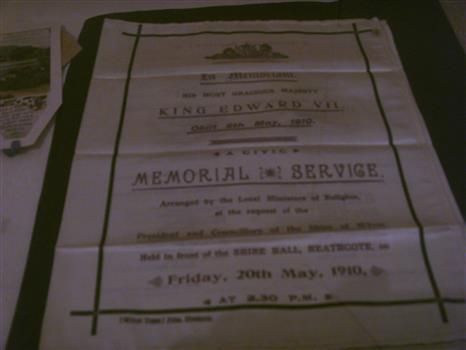 In Memoriam.
HIS MOST GRACIOUS MAJESTY
KING EDWARD VII.
Obiit 6th May, 1910.
A CIVIC
MEMORIAL SERVICE.
Arranged by the Local Ministers of Religion,
at the request of the
President and Councillors of the Shire of
Held in front of the SHIRE HALL, HEATHCOTE, on
Friday, 20th May, 1910,
AT 2.30 P.M.